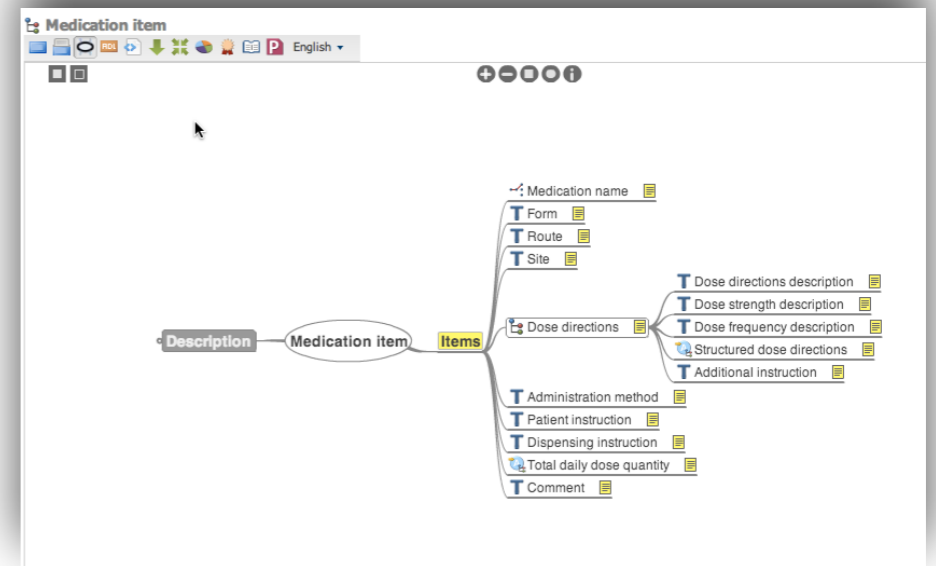 Medication item
ADL P English
Medication name
Form
Route
Site
Dose directions description
Dose strength description
Dose directions
Dose frequency description
Description
Medication item
Items
Structured dose directions
Additional instruction
Administration method
Patient instruction
Dispensing instruction
Total daily dose quantity
Comment